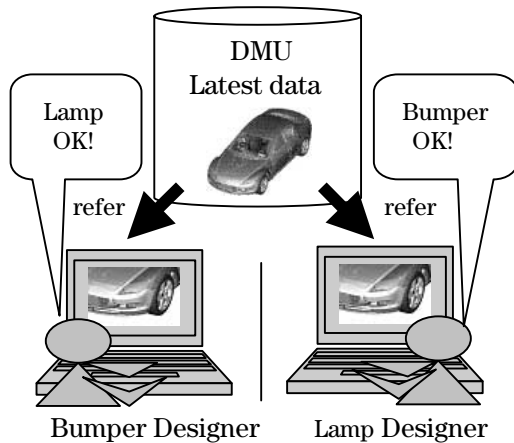 DMU
Latest data
Lamp
OK!
Bumper
OK!
refer
refer
Bumper Designer
Lamp Designer